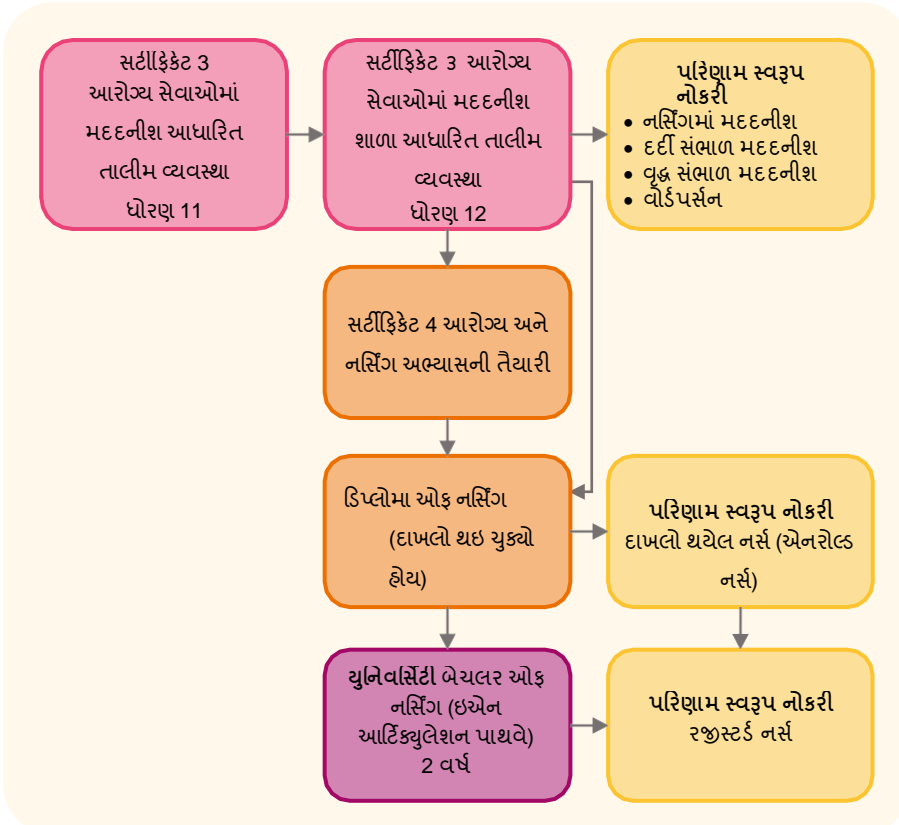 સર્ટીફિકેટ 3
આરોગ્ય સેવાઓમાં
મદદનીશ આધારિત
તાલીમ વ્યવસ્થા
ધોરણ 11
સર્ટીફિકેટ 3 આરોગ્ય
સેવાઓમાં મદદનીશ
શાળા આધારિત તાલીમ
વ્યવસ્થા
ધોરણ 12
પરિણામ સ્વરૂપ
નોકરી
• નર્સિંગમાં મદદનીશ
• દર્દી સંભાળ મદદનીશ
• વૃદ્ધ સંભાળ મદદનીશ
• વોર્ડપર્સન
સર્ટીફિકેટ 4 આરોગ્ય અને
નર્સિંગ અભ્યાસની તૈયારી
ડિપ્લોમા ઓફ નર્સિંગ
(દાખલો થઇ ચુક્યો
હોય)
પરિણામ સ્વરૂપ નોકરી
દાખલો થયેલ નર્સ (એનરોલ્ડ
નર્સ)
યુનિવર્સિટી બેચલર ઓફ
નર્સિંગ (ઇએન
આર્ટિક્યુલેશન પાથવે)
2 વર્ષ
પરિણામ સ્વરૂપ નોકરી
રજીસ્ટર્ડ નર્સ